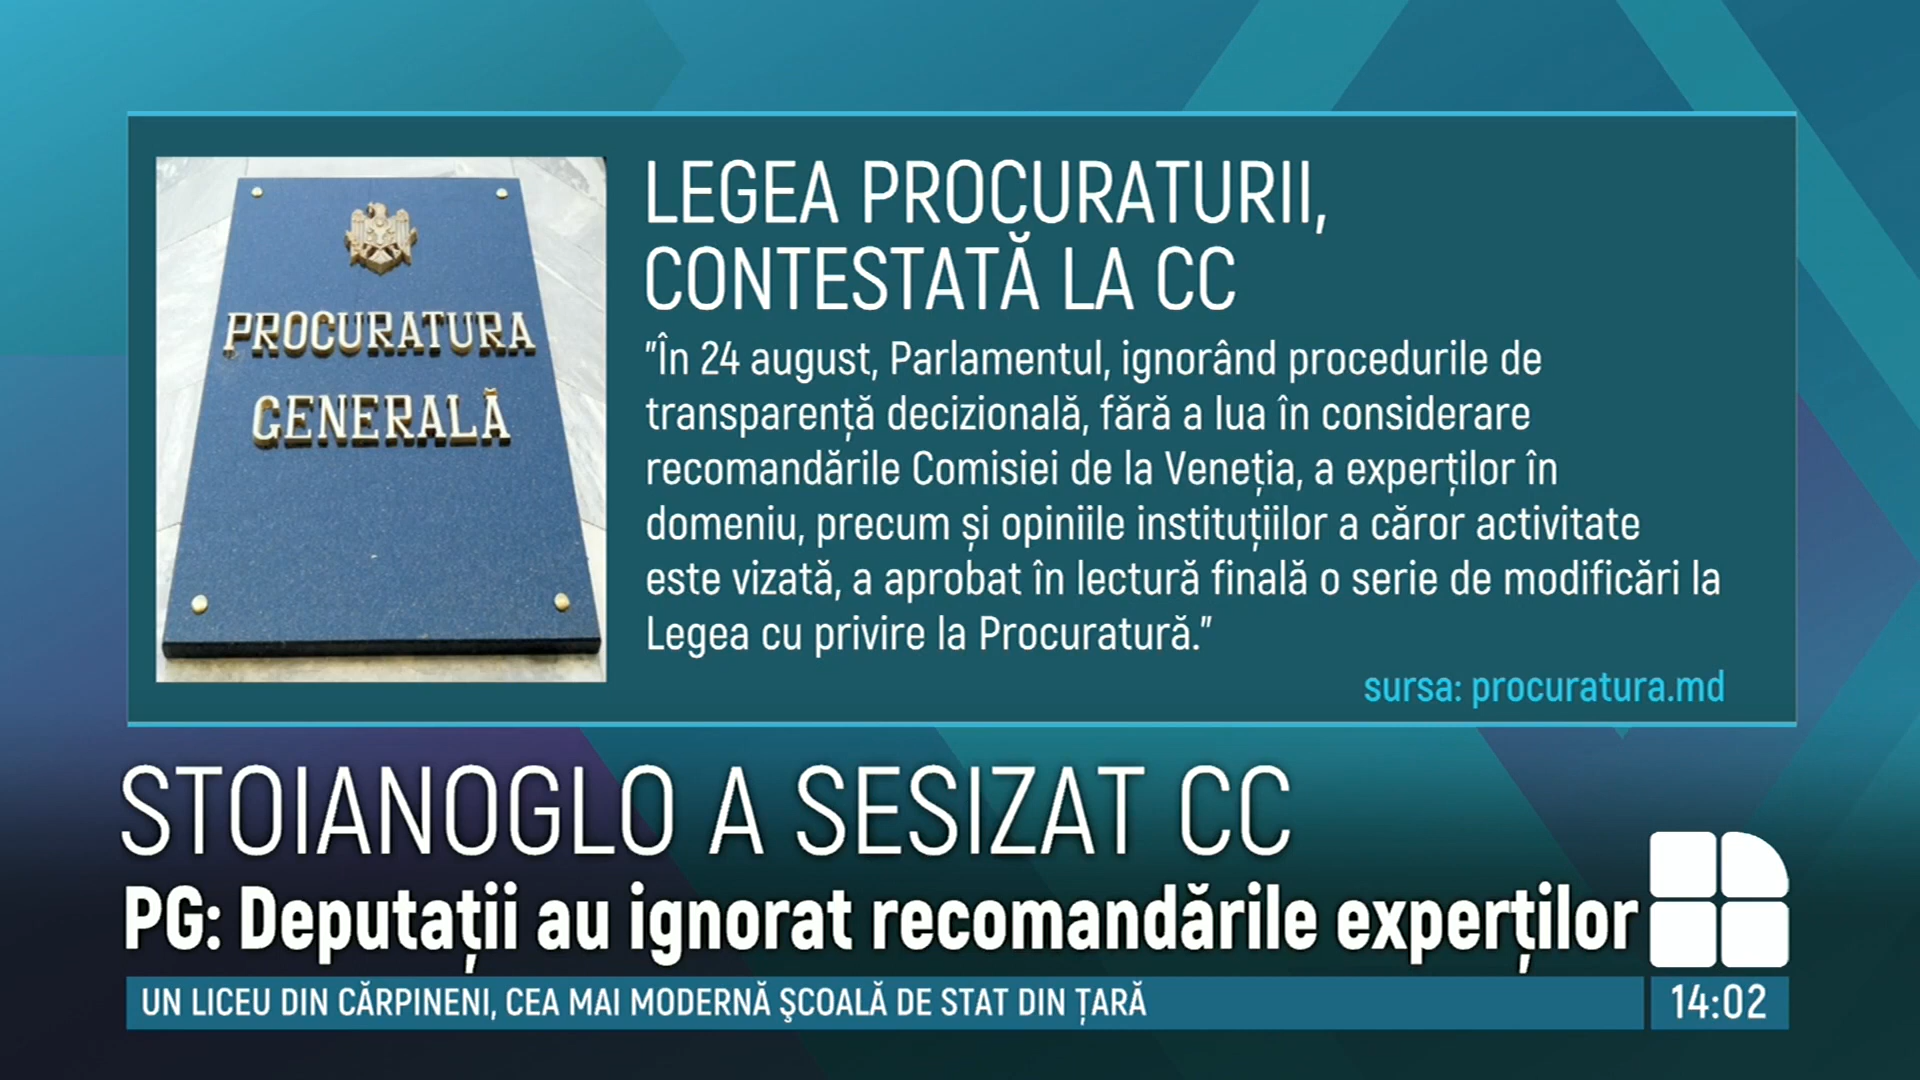 PROCURATURA
GENERALĂ
LEGEA PROCURATURII,
CONTESTATĂ LA CC
"În 24 august, Parlamentul, ignorând procedurile de
transparență decizională, fără a lua în considerare
recomandările Comisiei de la Veneția, a experților în
domeniu, precum și opiniile instituțiilor a căror activitate
este vizată, a aprobat în lectură finală o serie de modificări la
Legea cu privire la Procuratură."
sursa: procuratura.md
STOIANOGLO A SESIZAT CC
PG: Deputații au ignorat recomandările experților
UN LICEU DIN CĂRPINENI, CEA MAI MODERNĂ ŞCOALĂ DE STAT DIN ȚARĂ
14:02